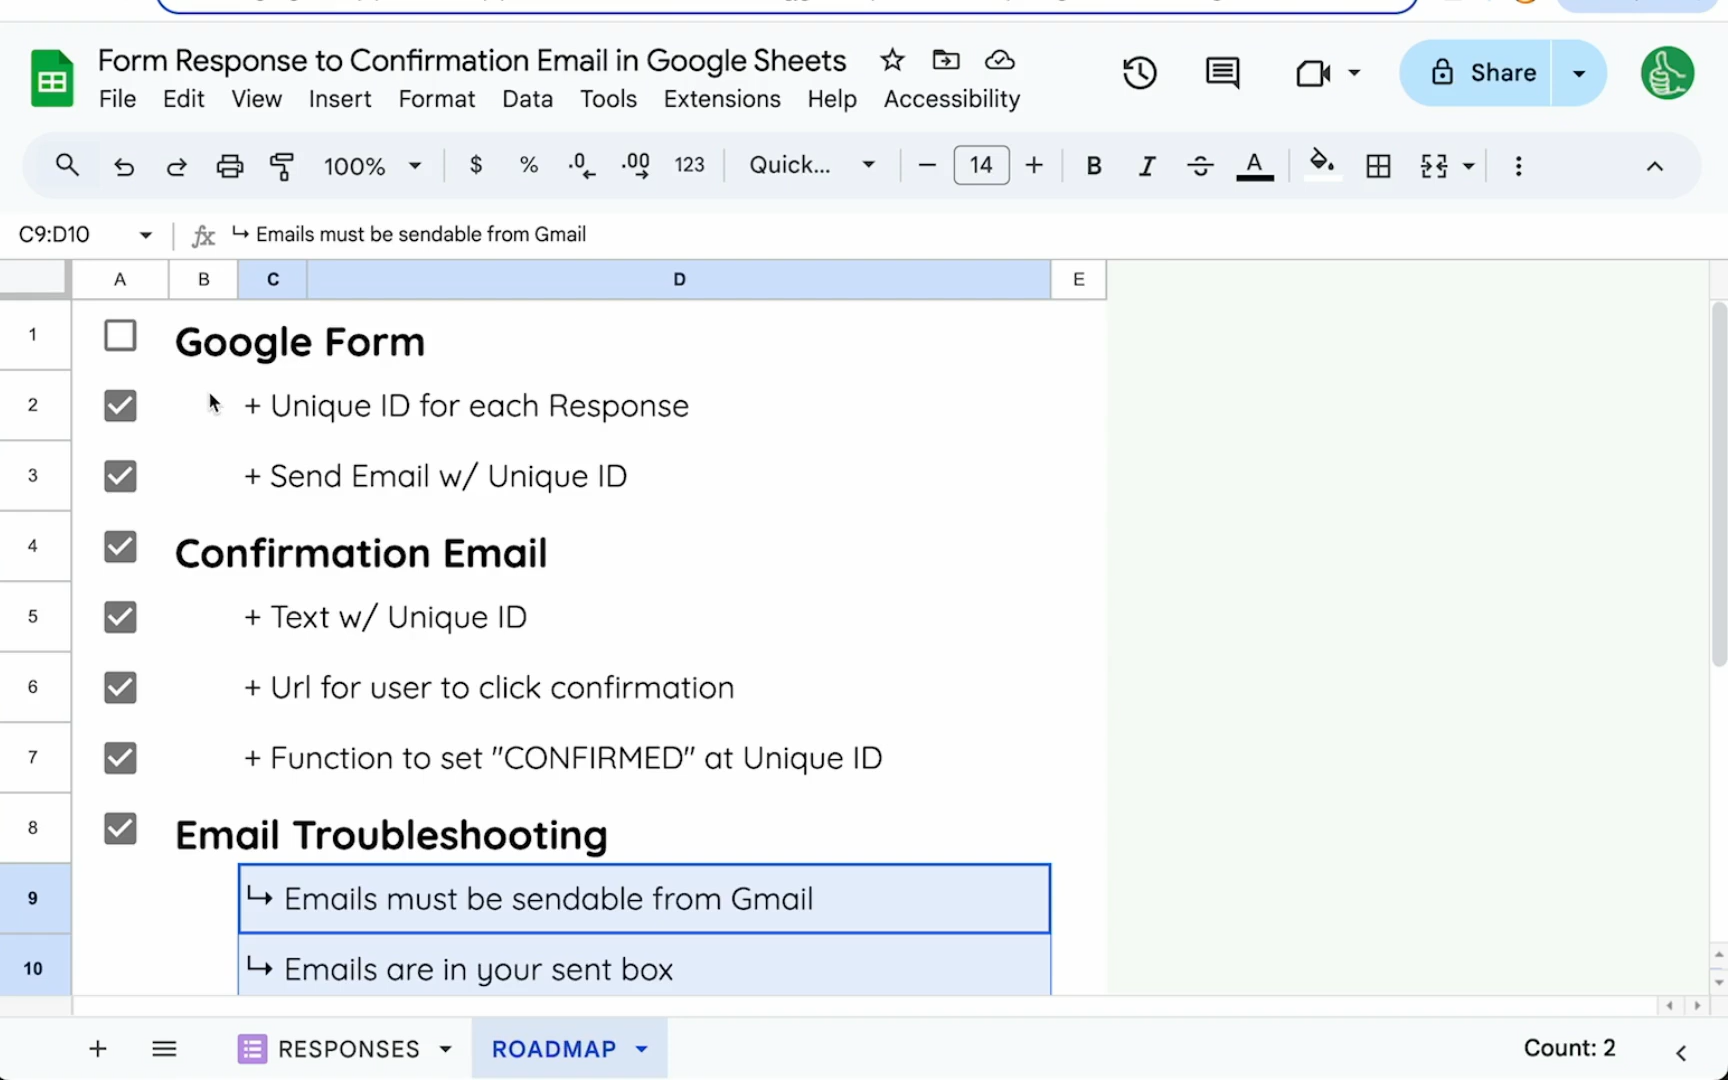 Form Response to Confirmation Email in Google Sheets
File Edit View Insert Format Data Tools Extensions Help Accessibility
Share
100% $ % .0 .00 123 Quick... − 14 + B I A
C9:D10 fx ↳ Emails must be sendable from Gmail
A B C D E
1 Google Form
2 + Unique ID for each Response
3 + Send Email w/ Unique ID
4 Confirmation Email
5 + Text w/ Unique ID
6 + Url for user to click confirmation
7 + Function to set "CONFIRMED" at Unique ID
8 Email Troubleshooting
9 ↳ Emails must be sendable from Gmail
10 ↳ Emails are in your sent box
+ RESPONSES ROADMAP Count: 2